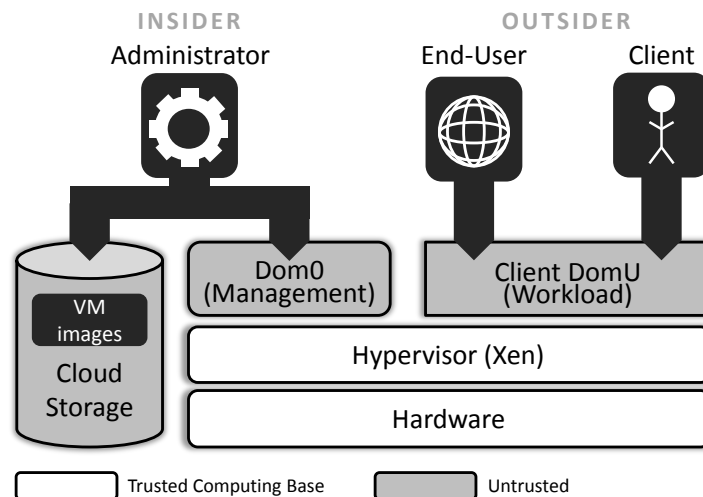 INSIDER
OUTSIDER
Administrator
End-User
Client
Dom0
(Management)
Client DomU
(Workload)
VM
images
Cloud
Storage
Hypervisor (Xen)
Hardware
Trusted Computing Base
Untrusted